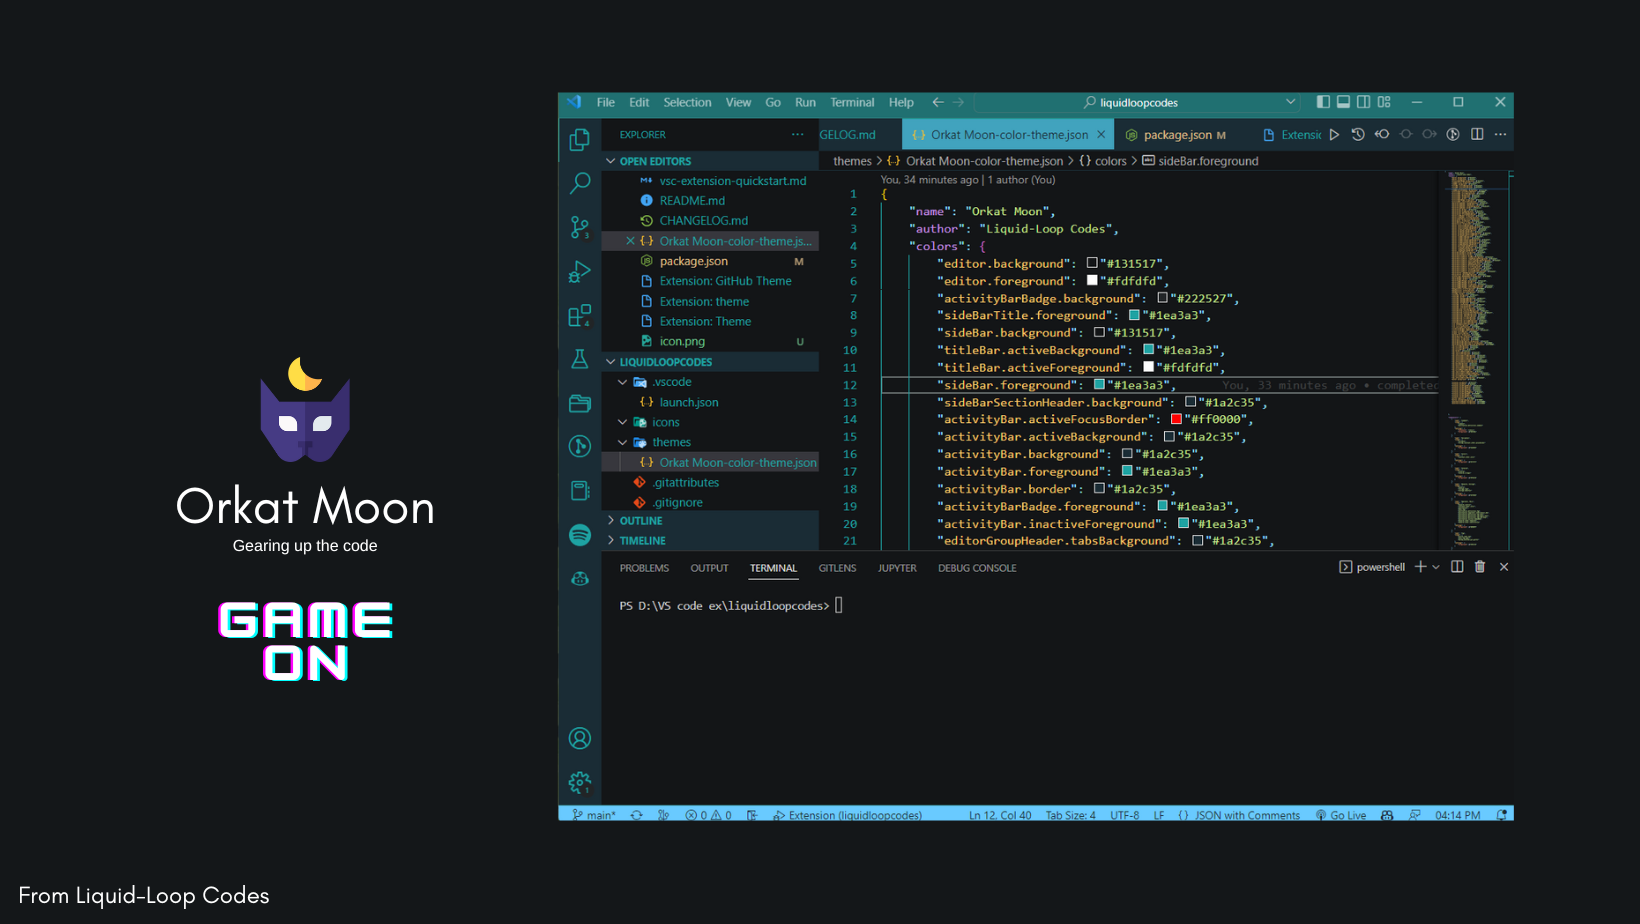 Orkat Moon
Gearing up the code
GAME
ON
From Liquid-Loop Codes
File Edit Selection View Go Run Terminal Help
liquidloopcodes
EXPLORER
OPEN EDITORS
vsc-extension-quickstart.md
README.md
CHANGELOG.md
Orkat Moon-color-theme.js...
package.json M
Extension: GitHub Theme
Extension: theme
Extension: Theme
icon.png U
LIQUIDLOOPCODES
.vscode
launch.json
icons
themes
Orkat Moon-color-theme.json
.gitattributes
.gitignore
OUTLINE
TIMELINE
3
4
1
GELOG.md Orkat Moon-color-theme.json package.json M Extensic
themes > {..} Orkat Moon-color-theme.json > {} colors > sideBar.foreground
You, 34 minutes ago | 1 author (You)
1 {
2 "name": "Orkat Moon",
3 "author": "Liquid-Loop Codes",
4 "colors": {
5 "editor.background": "#131517",
6 "editor.foreground": "#fdfdfd",
7 "activityBarBadge.background": "#222527",
8 "sideBarTitle.foreground": "#1ea3a3",
9 "sideBar.background": "#131517",
10 "titleBar.activeBackground": "#1ea3a3",
11 "titleBar.activeForeground": "#fdfdfd",
12 "sideBar.foreground": "#1ea3a3", You, 33 minutes ago • completed
13 "sideBarSectionHeader.background": "#1a2c35",
14 "activityBar.activeFocusBorder": "#ff0000",
15 "activityBar.activeBackground": "#1a2c35",
16 "activityBar.background": "#1a2c35",
17 "activityBar.foreground": "#1ea3a3",
18 "activityBar.border": "#1a2c35",
19 "activityBarBadge.foreground": "#1ea3a3",
20 "activityBar.inactiveForeground": "#1ea3a3",
21 "editorGroupHeader.tabsBackground": "#1a2c35",
PROBLEMS OUTPUT TERMINAL GITLENS JUPYTER DEBUG CONSOLE
powershell
PS D:\VS code ex\liquidloopcodes>
main* 0 0 Extension (liquidloopcodes) Ln 12, Col 40 Tab Size: 4 UTF-8 LF {} JSON with Comments Go Live 04:14 PM